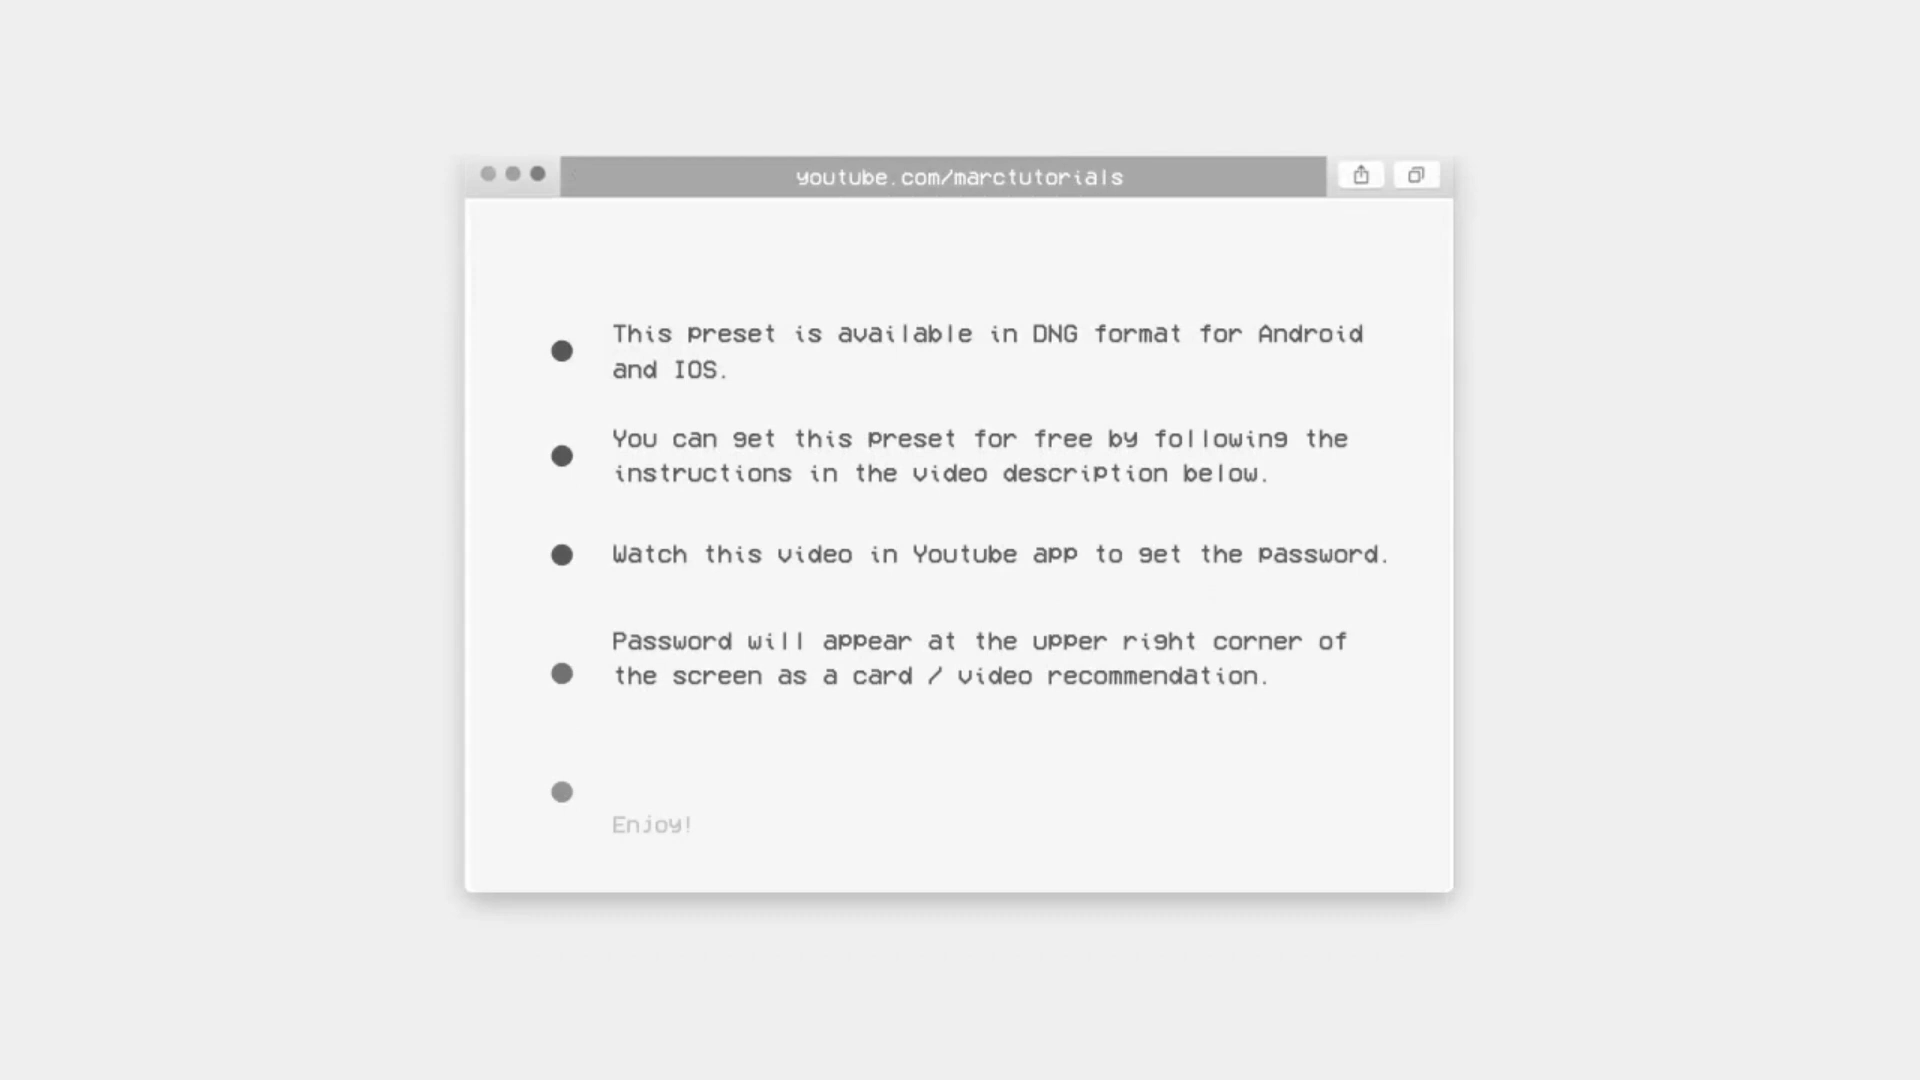 youtube.com/marctutorials
This preset is available in DNG format for Android
and IOS.
You can get this preset for free by following the
instructions in the video description below.
Watch this video in Youtube app to get the password.
Password will appear at the upper right corner of
the screen as a card / video recommendation.
Enjoy!